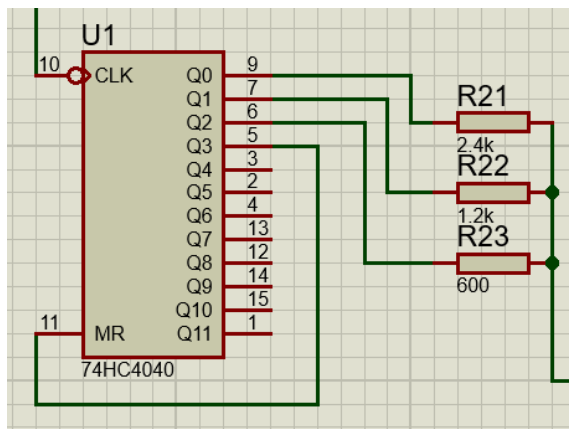 U1
10 CLK Q0 9
Q1 7
Q2 6
Q3 5
Q4 3
Q5 2
Q6 4
Q7 13
Q8 12
Q9 14
Q10 15
11 MR Q11 1
74HC4040
R21
2.4k
R22
1.2k
R23
600